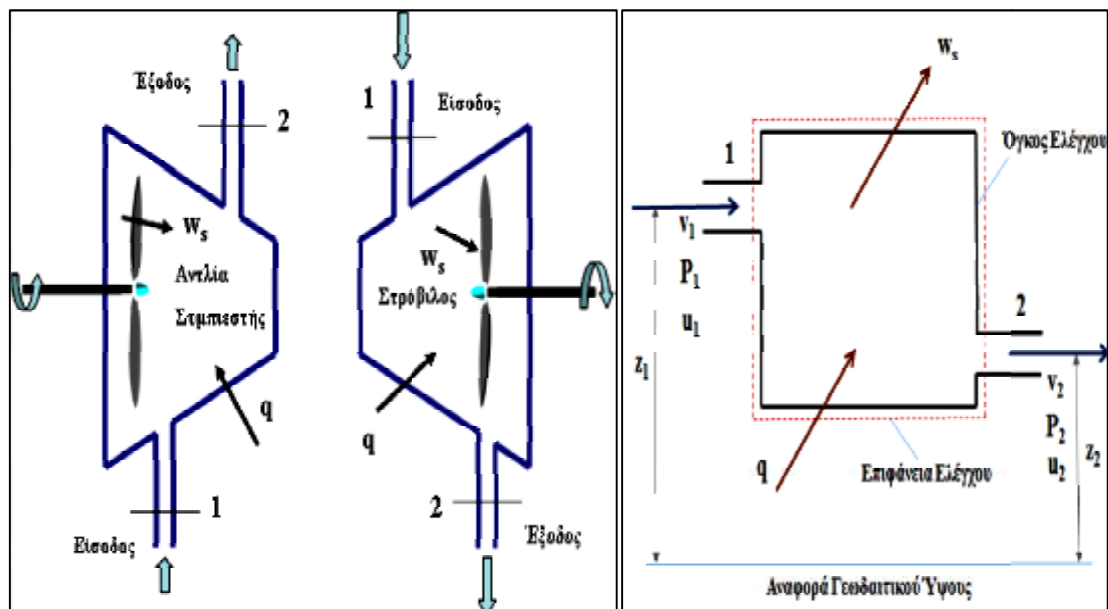 Έξοδος
2
w_s
Αντλία
Στμπιεστής
q
1
Είσοδος
1
Είσοδος
w_s
Στρόβιλος
q
2
Έξοδος
w_s
Όγκος Ελέγχου
1
v_1
P_1
u_1
z_1
2
v_2
P_2
u_2
z_2
q
Επιφάνεια Ελέγχου
Αναφορά Γεωδαιτικού Ύψους